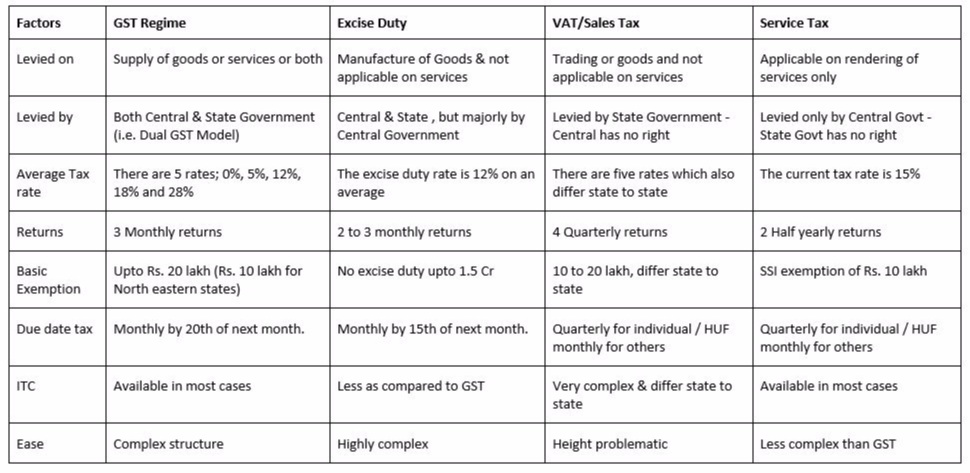 Factors
GST Regime
Excise Duty
VAT/Sales Tax
Service Tax
Levied on
Supply of goods or services or both
Manufacture of Goods & not
applicable on services
Trading or goods and not
applicable on services
Applicable on rendering of
services only
Levied by
Both Central & State Government
(i.e. Dual GST Model)
Central & State , but majorly by
Central Government
Levied by State Government -
Central has no right
Levied only by Central Govt -
State Govt has no right
Average Tax
rate
There are 5 rates; 0%, 5%, 12%,
18% and 28%
The excise duty rate is 12% on an
average
There are five rates which also
differ state to state
The current tax rate is 15%
Returns
3 Monthly returns
2 to 3 monthly returns
4 Quarterly returns
2 Half yearly returns
Basic
Exemption
Upto Rs. 20 lakh (Rs. 10 lakh for
North eastern states)
No excise duty upto 1.5 Cr
10 to 20 lakh, differ state to
state
SSI exemption of Rs. 10 lakh
Due date tax
Monthly by 20th of next month.
Monthly by 15th of next month.
Quarterly for individual / HUF
monthly for others
Quarterly for individual / HUF
monthly for others
ITC
Available in most cases
Less as compared to GST
Very complex & differ state to
state
Available in most cases
Ease
Complex structure
Highly complex
Height problematic
Less complex than GST